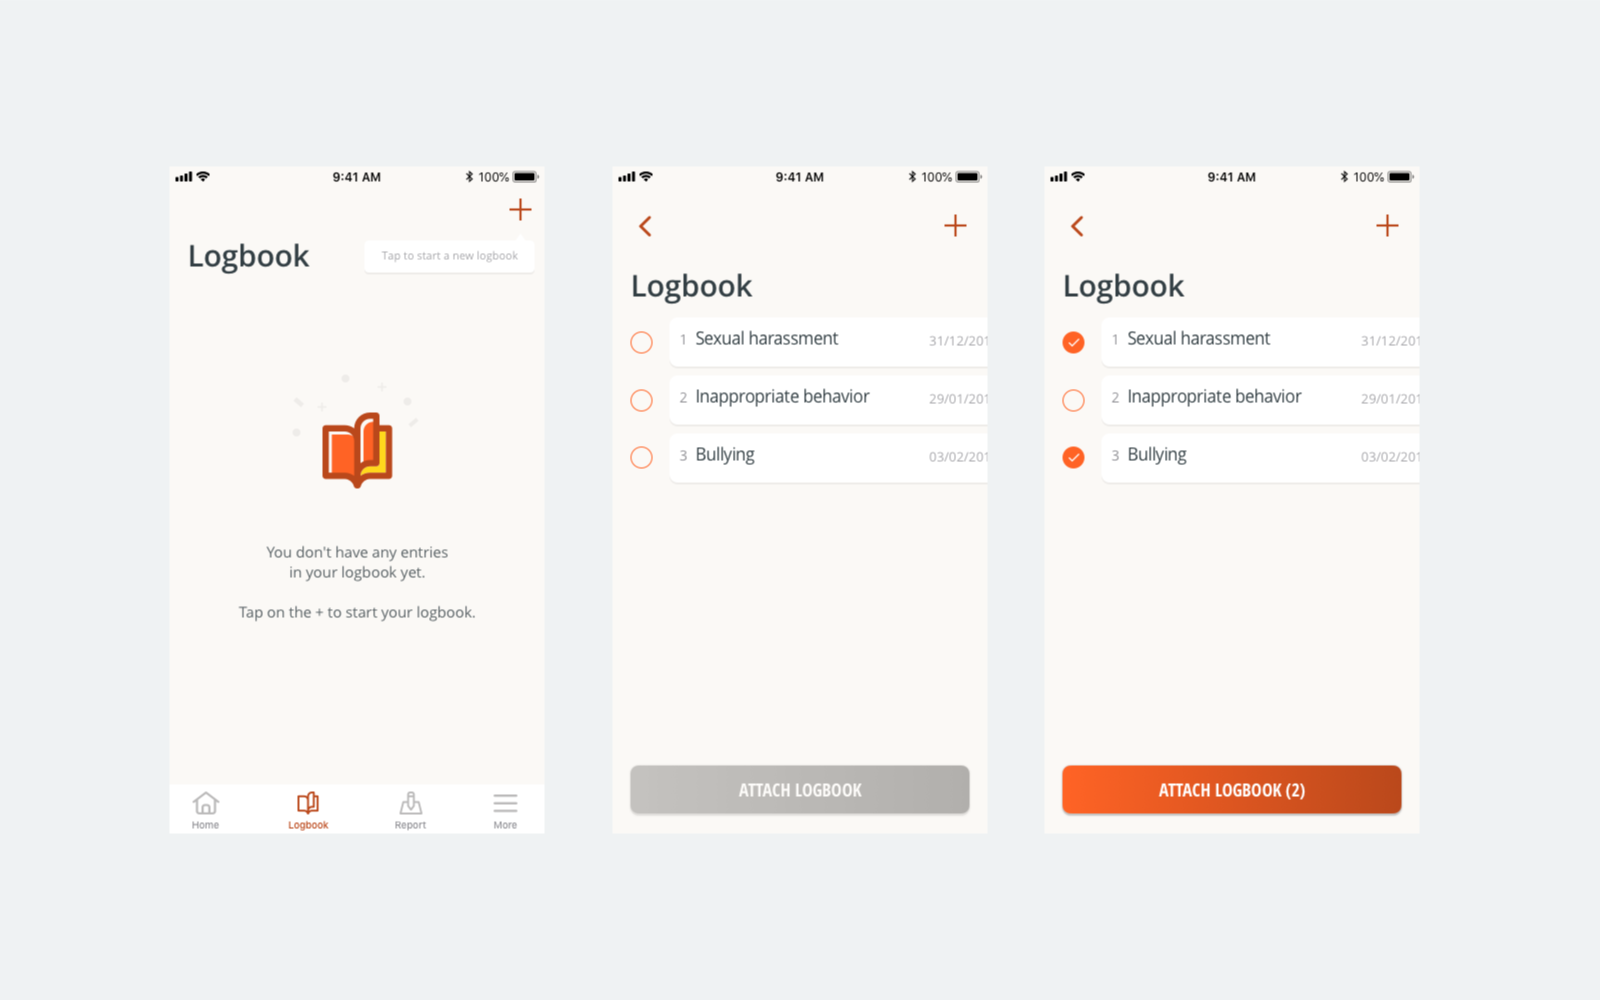 9:41 AM
100%
Logbook
Tap to start a new logbook
You don't have any entries
in your logbook yet.
Tap on the + to start your logbook.
Home
Logbook
Report
More
9:41 AM
100%
Logbook
1 Sexual harassment 31/12/201
2 Inappropriate behavior 29/01/201
3 Bullying 03/02/201
ATTACH LOGBOOK
9:41 AM
100%
Logbook
1 Sexual harassment 31/12/201
2 Inappropriate behavior 29/01/201
3 Bullying 03/02/201
ATTACH LOGBOOK (2)